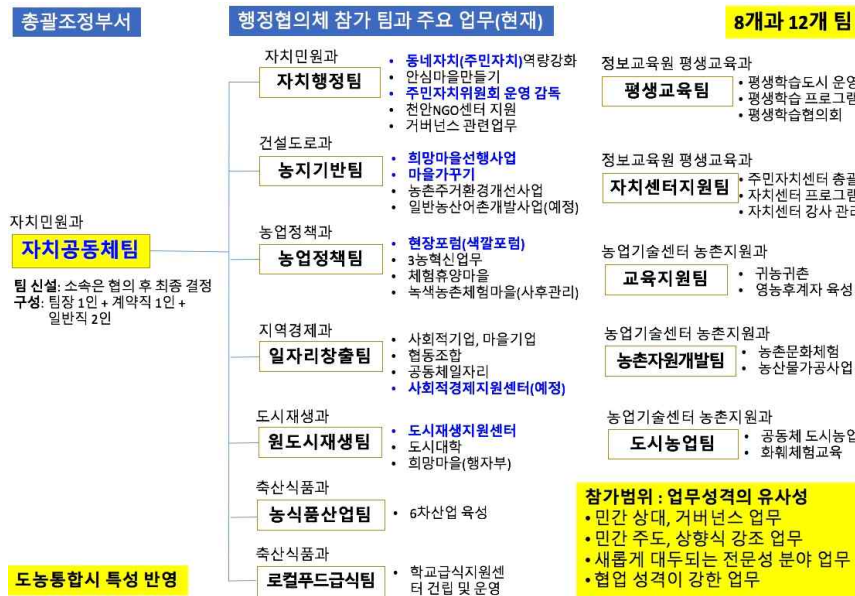 총괄조정부서
행정협의체 참가 팀과 주요 업무(현재)
8개과 12개 팀
자치민원과
자치공동체팀
팀 신설: 소속은 협의 후 최종 결정
구성: 팀장 1인 + 계약직 1인 +
일반직 2인
도농통합시 특성 반영
자치민원과
자치행정팀
• 동네자치(주민자치)역량강화
• 안심마을만들기
• 주민자치위원회 운영 감독
• 천안NGO센터 지원
• 거버넌스 관련업무
건설도로과
농지기반팀
• 희망마을선행사업
• 마을가꾸기
• 농촌주거환경개선사업
• 일반농산어촌개발사업(예정)
농업정책과
농업정책팀
• 현장포럼(색깔포럼)
• 3농혁신업무
• 체험휴양마을
• 녹색농촌체험마을(사후관리)
지역경제과
일자리창출팀
• 사회적기업, 마을기업
• 협동조합
• 공동체일자리
• 사회적경제지원센터(예정)
도시재생과
원도시재생팀
• 도시재생지원센터
• 도시대학
• 희망마을(행자부)
축산식품과
농식품산업팀
• 6차산업 육성
축산식품과
로컬푸드급식팀
• 학교급식지원센
터 건립 및 운영
정보교육원 평생교육과
평생교육팀
• 평생학습도시 운영
• 평생학습 프로그램
• 평생학습협의회
정보교육원 평생교육과
자치센터지원팀
• 주민자치센터 총괄
• 자치센터 프로그램
• 자치센터 강사 관리
농업기술센터 농촌지원과
교육지원팀
• 귀농귀촌
• 영농후계자 육성
농업기술센터 농촌지원과
농촌자원개발팀
• 농촌문화체험
• 농산물가공사업
농업기술센터 농촌지원과
도시농업팀
• 공동체 도시농업
• 화훼체험교육
참가범위 : 업무성격의 유사성
• 민간 상대, 거버넌스 업무
• 민간 주도, 상향식 강조 업무
• 새롭게 대두되는 전문성 분야 업무
• 협업 성격이 강한 업무